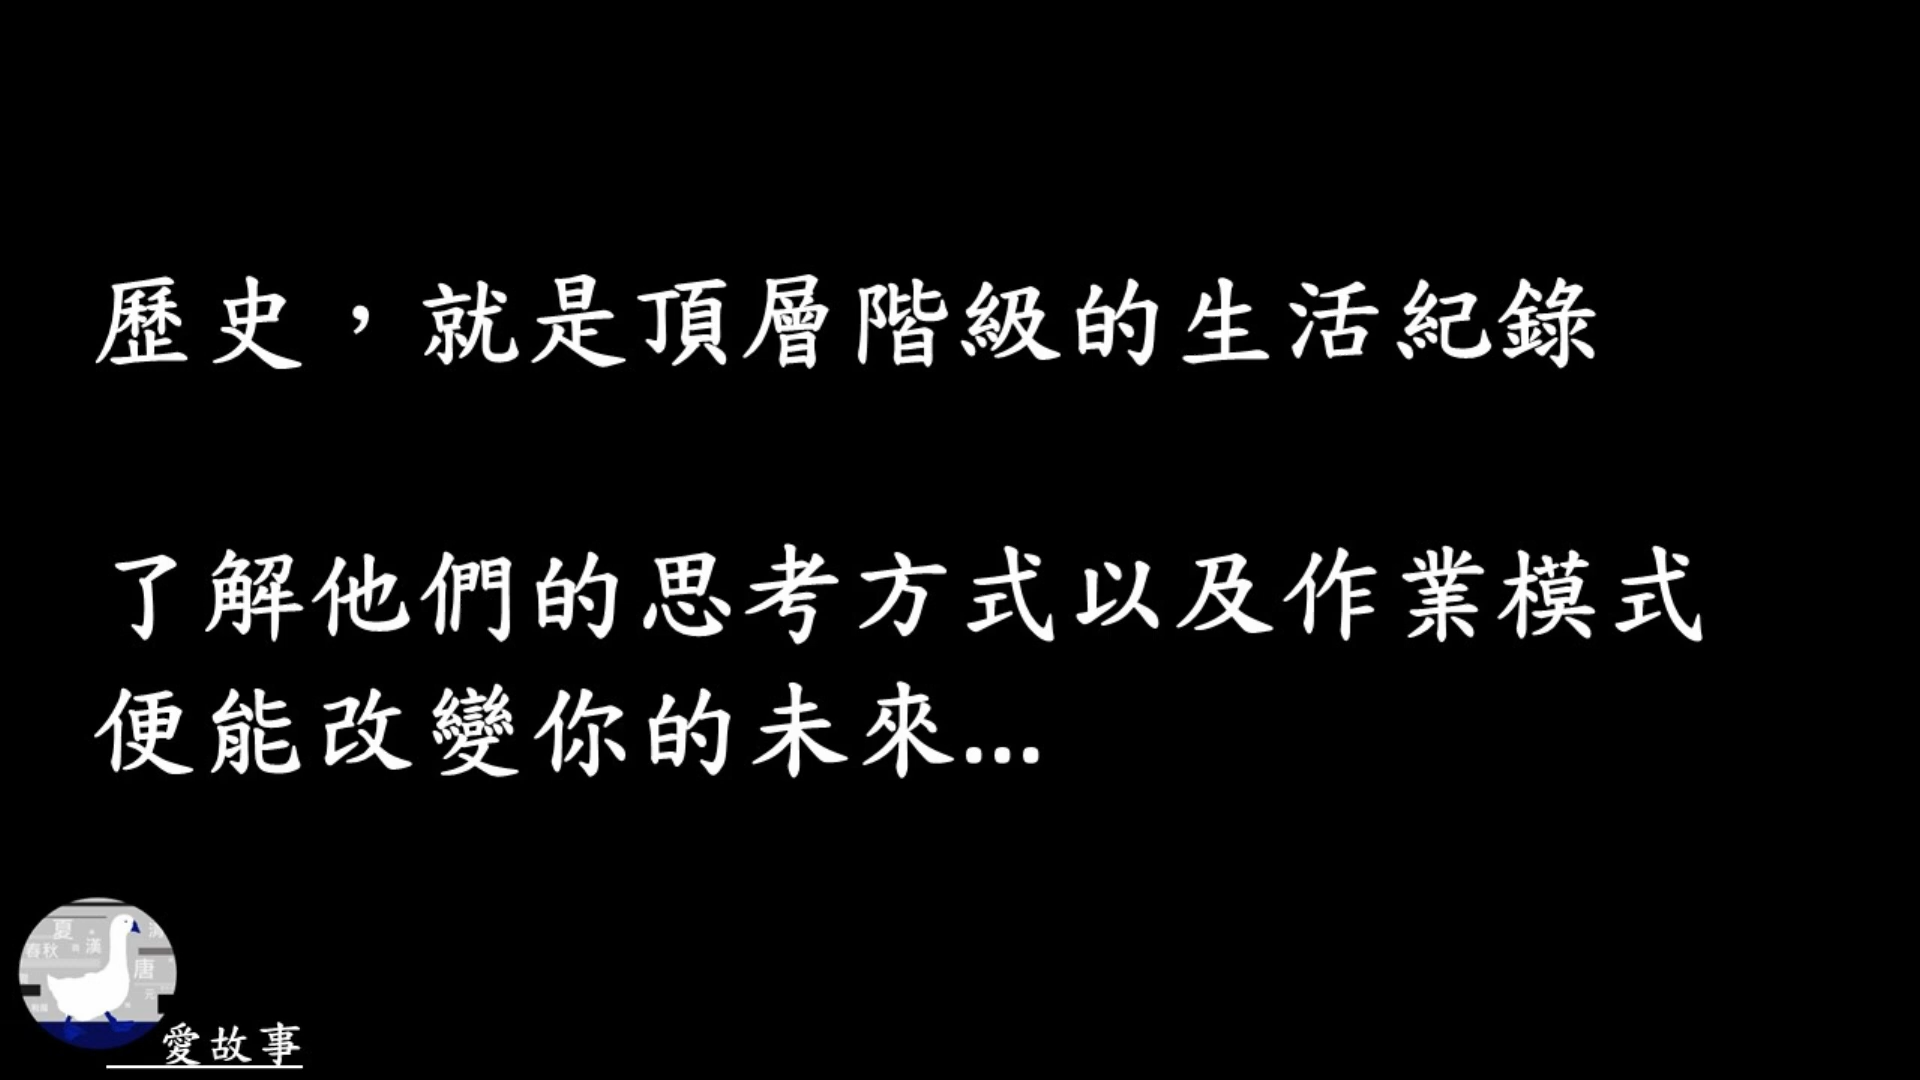 歷史，就是頂層階級的生活紀錄
了解他們的思考方式以及作業模式
便能改變你的未來...
夏
春秋
漢
唐
元
愛故事